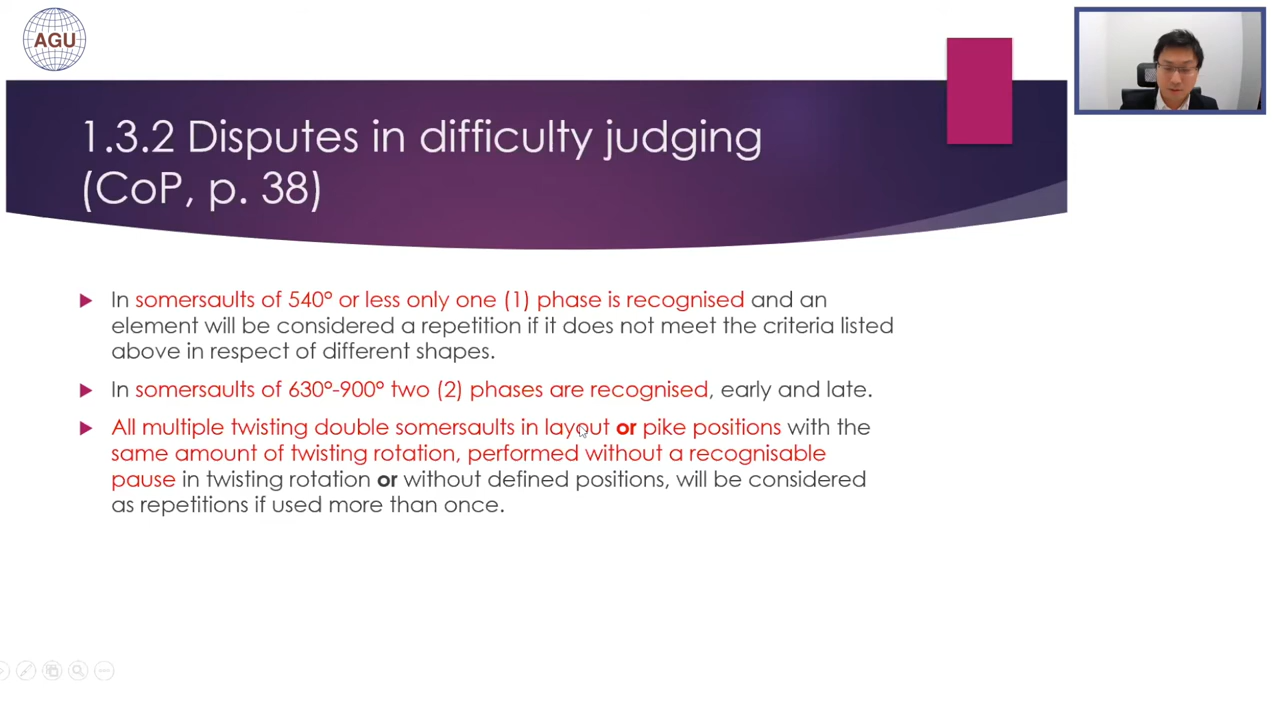 AGU
1.3.2 Disputes in difficulty judging
(CoP, p. 38)
In somersaults of 540° or less only one (1) phase is recognised and an
element will be considered a repetition if it does not meet the criteria listed
above in respect of different shapes.
In somersaults of 630°-900° two (2) phases are recognised, early and late.
All multiple twisting double somersaults in layout or pike positions with the
same amount of twisting rotation, performed without a recognisable
pause in twisting rotation or without defined positions, will be considered
as repetitions if used more than once.